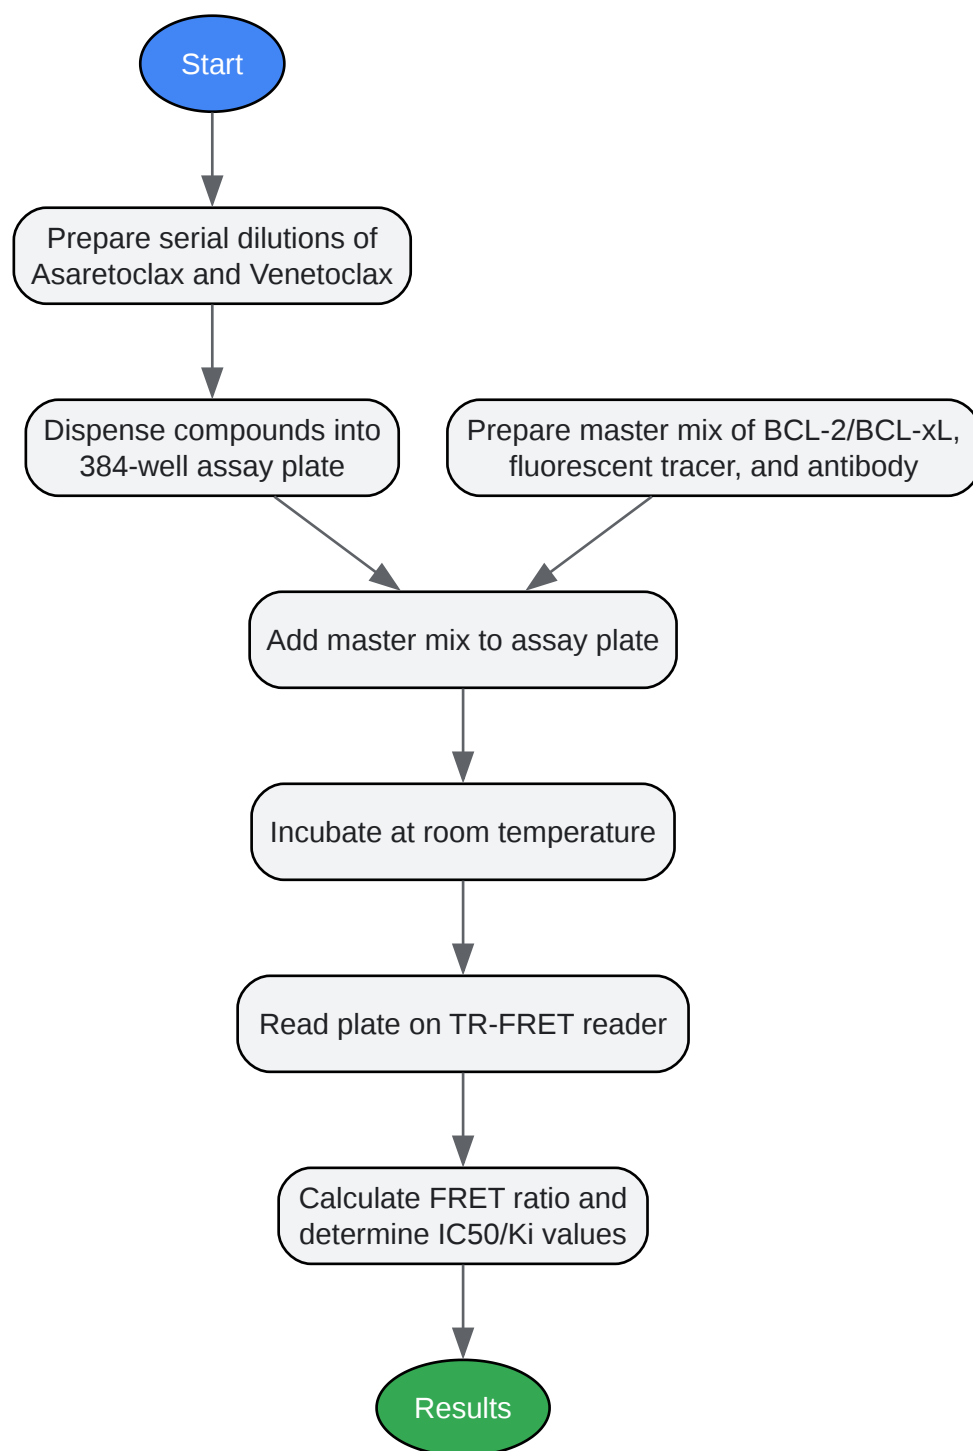 Start
Prepare serial dilutions of
Asaretoclax and Venetoclax
Dispense compounds into
384-well assay plate
Prepare master mix of BCL-2/BCL-xL,
fluorescent tracer, and antibody
Add master mix to assay plate
Incubate at room temperature
Read plate on TR-FRET reader
Calculate FRET ratio and
determine IC50/Ki values
Results